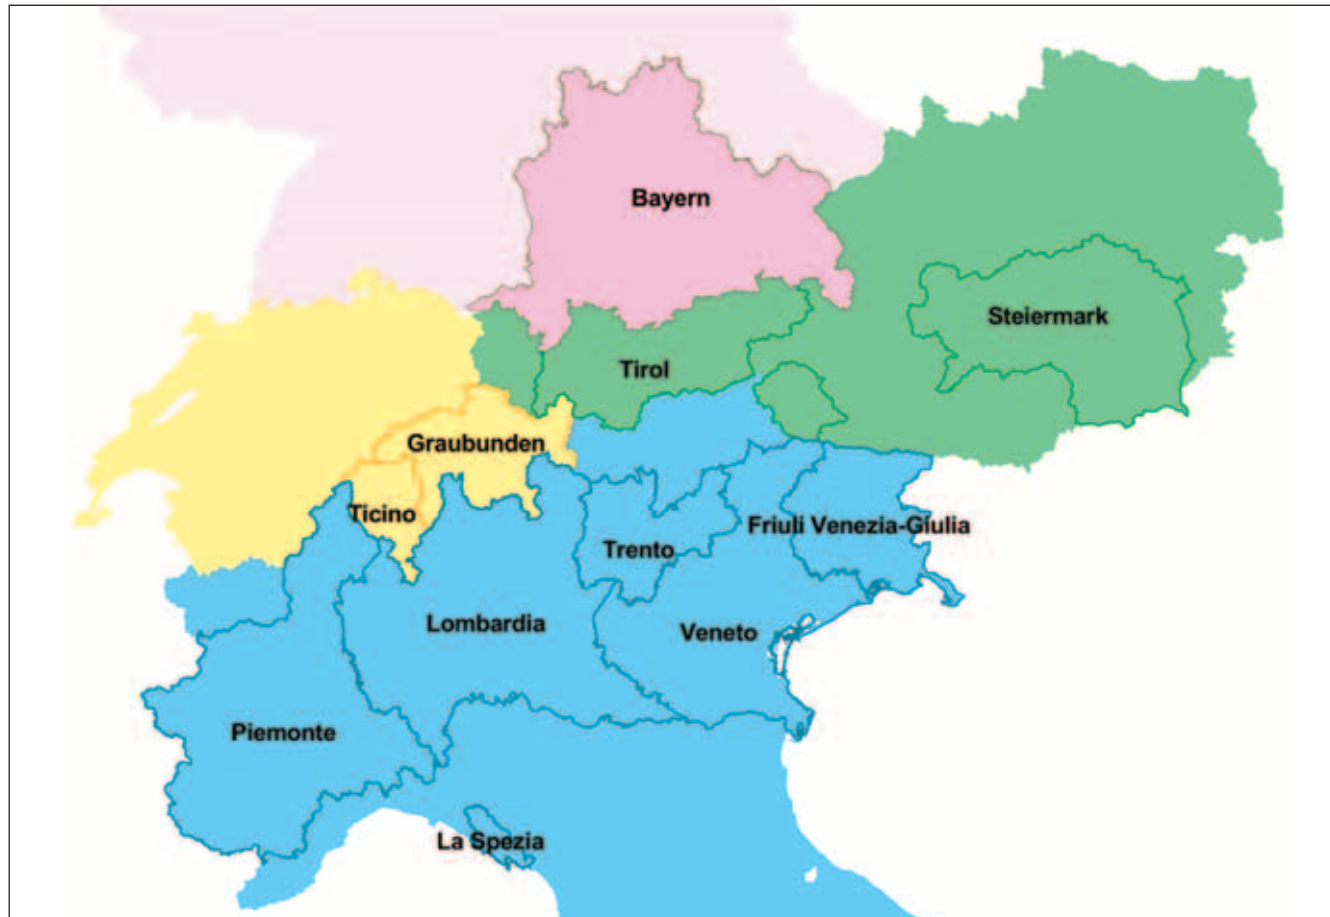 Bayern
Steiermark
Tirol
Graubunden
Ticino
Friuli Venezia-Giulia
Trento
Lombardia
Veneto
Piemonte
La Spezia